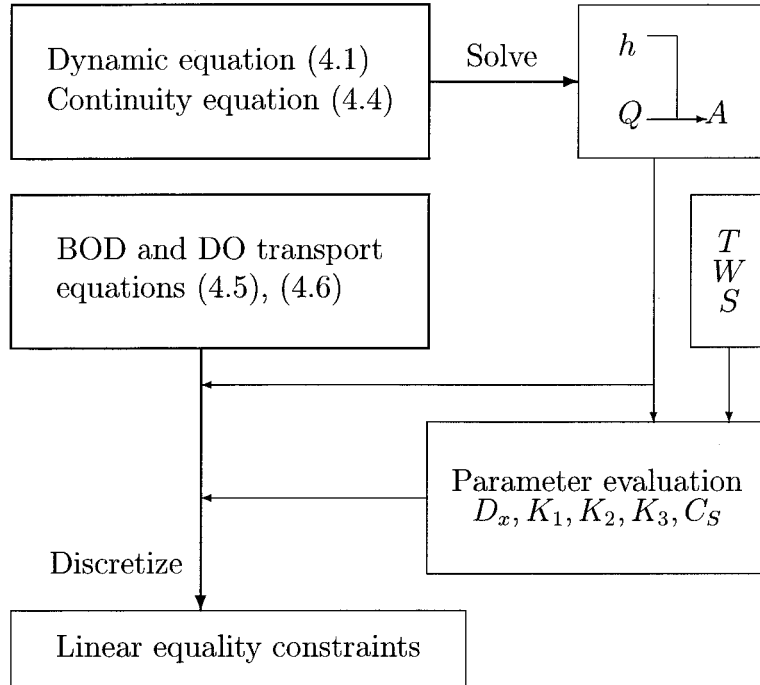 Dynamic equation (4.1)
Continuity equation (4.4)
Solve
h
Q
A
BOD and DO transport
equations (4.5), (4.6)
T
W
S
Parameter evaluation
D_x, K_1, K_2, K_3, C_S
Discretize
Linear equality constraints